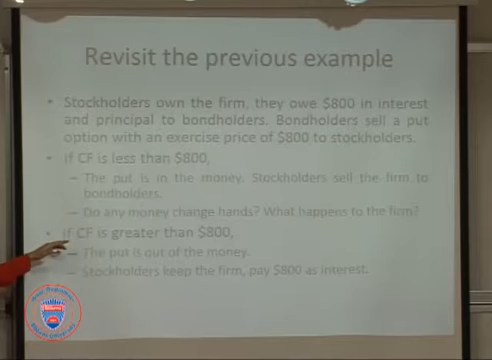 Revisit the previous example
• Stockholders own the firm, they owe $800 in interest
and principal to bondholders. Bondholders sell a put
option with an exercise price of $800 to stockholders.
• If CF is less than $800,
– The put is in the money. Stockholders sell the firm to
bondholders.
– Do any money change hands? What happens to the firm?
• If CF is greater than $800,
– The put is out of the money.
– Stockholders keep the firm, pay $800 as interest.